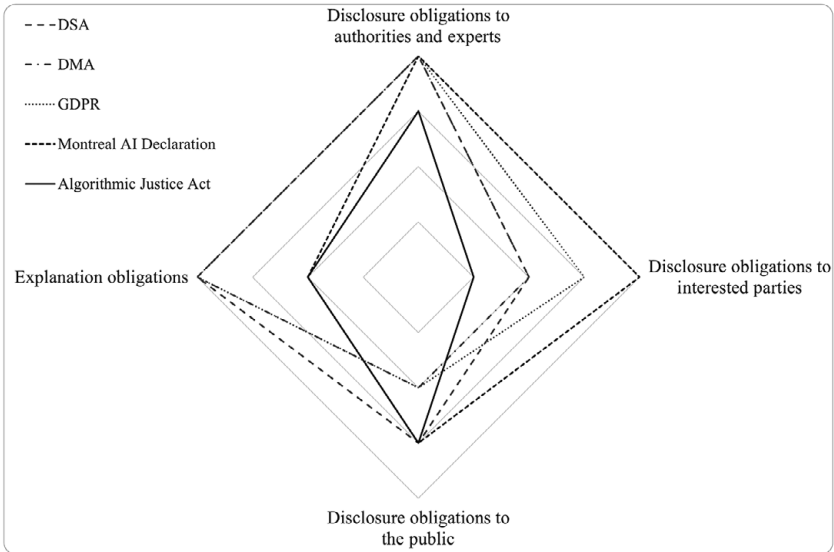 DSA
DMA
GDPR
Montreal AI Declaration
Algorithmic Justice Act
Disclosure obligations to
authorities and experts
Explanation obligations
Disclosure obligations to
interested parties
Disclosure obligations to
the public